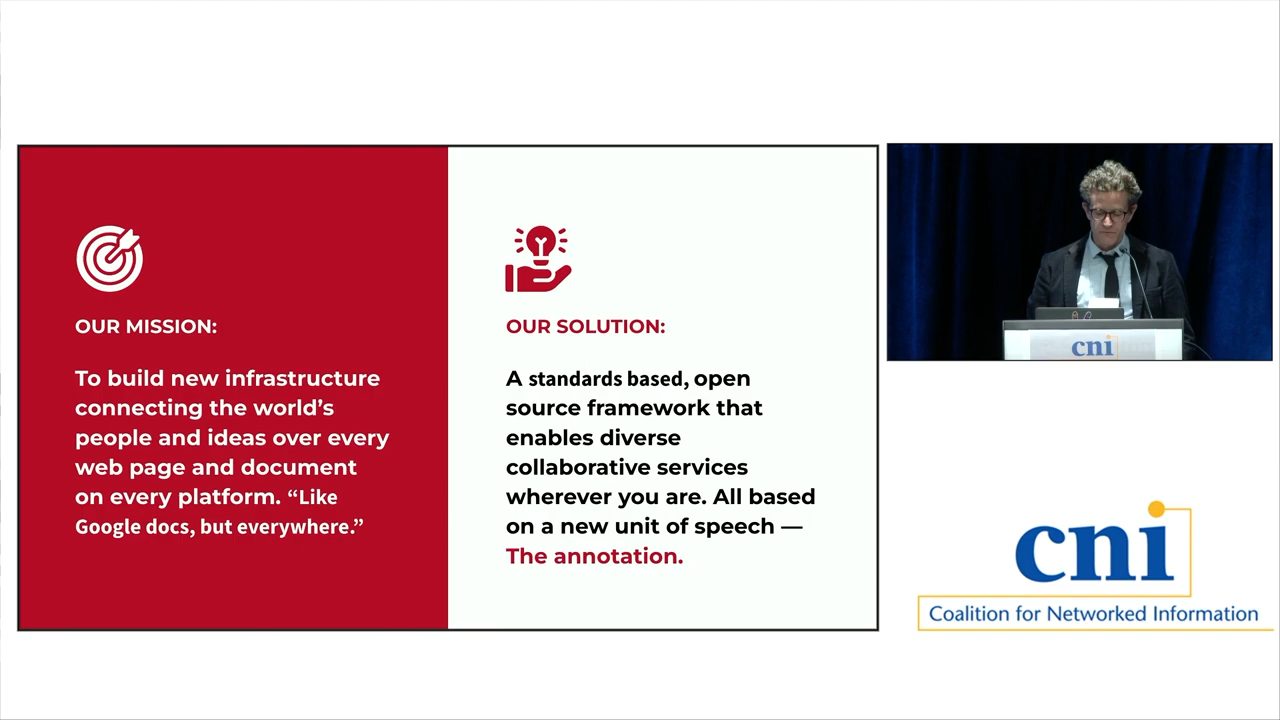 OUR MISSION:
To build new infrastructure
connecting the world’s
people and ideas over every
web page and document
on every platform. “Like
Google docs, but everywhere.”
OUR SOLUTION:
A standards based, open
source framework that
enables diverse
collaborative services
wherever you are. All based
on a new unit of speech —
The annotation.
cni
cni
Coalition for Networked Information